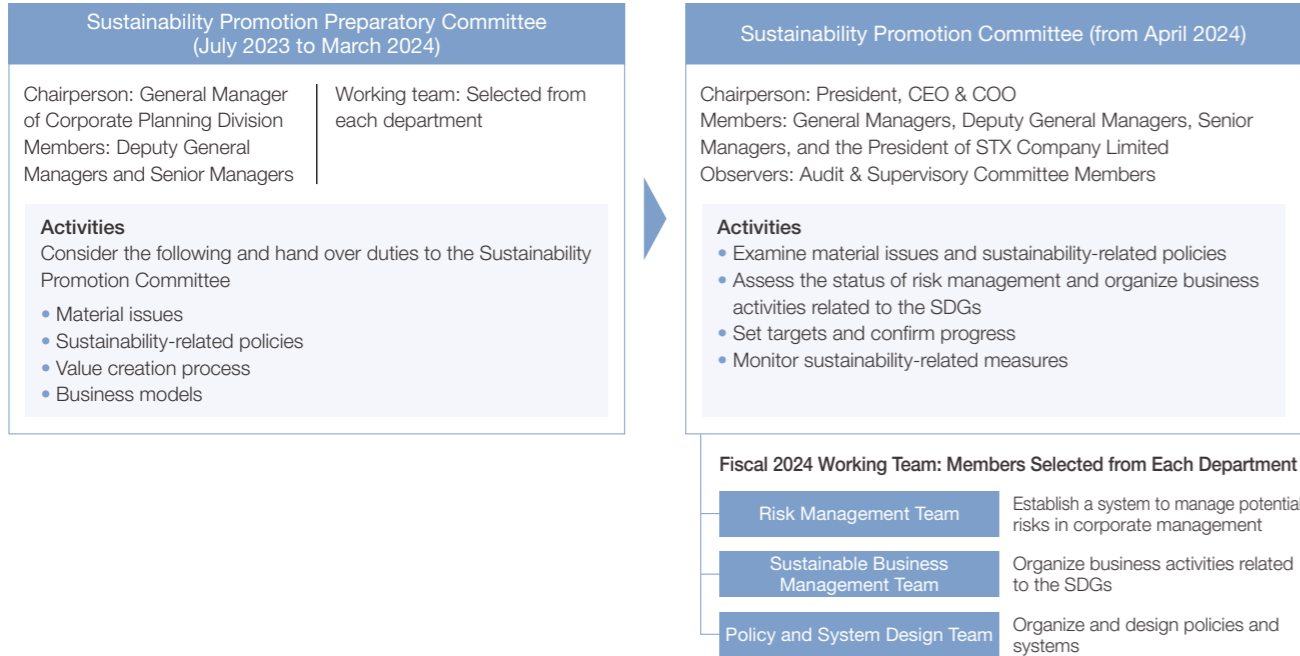 Sustainability Promotion Preparatory Committee
(July 2023 to March 2024)
Chairperson: General Manager
of Corporate Planning Division
Members: Deputy General
Managers and Senior Managers
Working team: Selected from
each department
Activities
Consider the following and hand over duties to the Sustainability
Promotion Committee
• Material issues
• Sustainability-related policies
• Value creation process
• Business models
Sustainability Promotion Committee (from April 2024)
Chairperson: President, CEO & COO
Members: General Managers, Deputy General Managers, Senior
Managers, and the President of STX Company Limited
Observers: Audit & Supervisory Committee Members
Activities
• Examine material issues and sustainability-related policies
• Assess the status of risk management and organize business
activities related to the SDGs
• Set targets and confirm progress
• Monitor sustainability-related measures
Fiscal 2024 Working Team: Members Selected from Each Department
Risk Management Team
Establish a system to manage potential
risks in corporate management
Sustainable Business
Management Team
Organize business activities related
to the SDGs
Policy and System Design Team
Organize and design policies and
systems